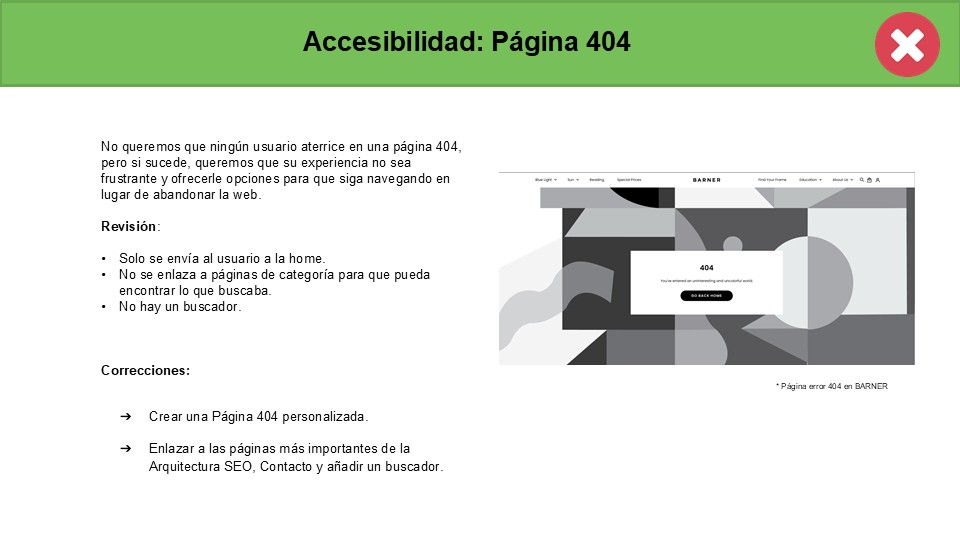 Accesibilidad: Página 404
No queremos que ningún usuario aterrice en una página 404,
pero si sucede, queremos que su experiencia no sea
frustrante y ofrecerle opciones para que siga navegando en
lugar de abandonar la web.
Revisión:
• Solo se envía al usuario a la home.
• No se enlaza a páginas de categoría para que pueda
encontrar lo que buscaba.
• No hay un buscador.
Correcciones:
➔ Crear una Página 404 personalizada.
➔ Enlazar a las páginas más importantes de la
Arquitectura SEO, Contacto y añadir un buscador.
Blue Light Sun Reading Special Prices BARNER Find Your Frame Education About Us
404
You've entered an uninteresting and uncolorful world.
GO BACK HOME
* Página error 404 en BARNER